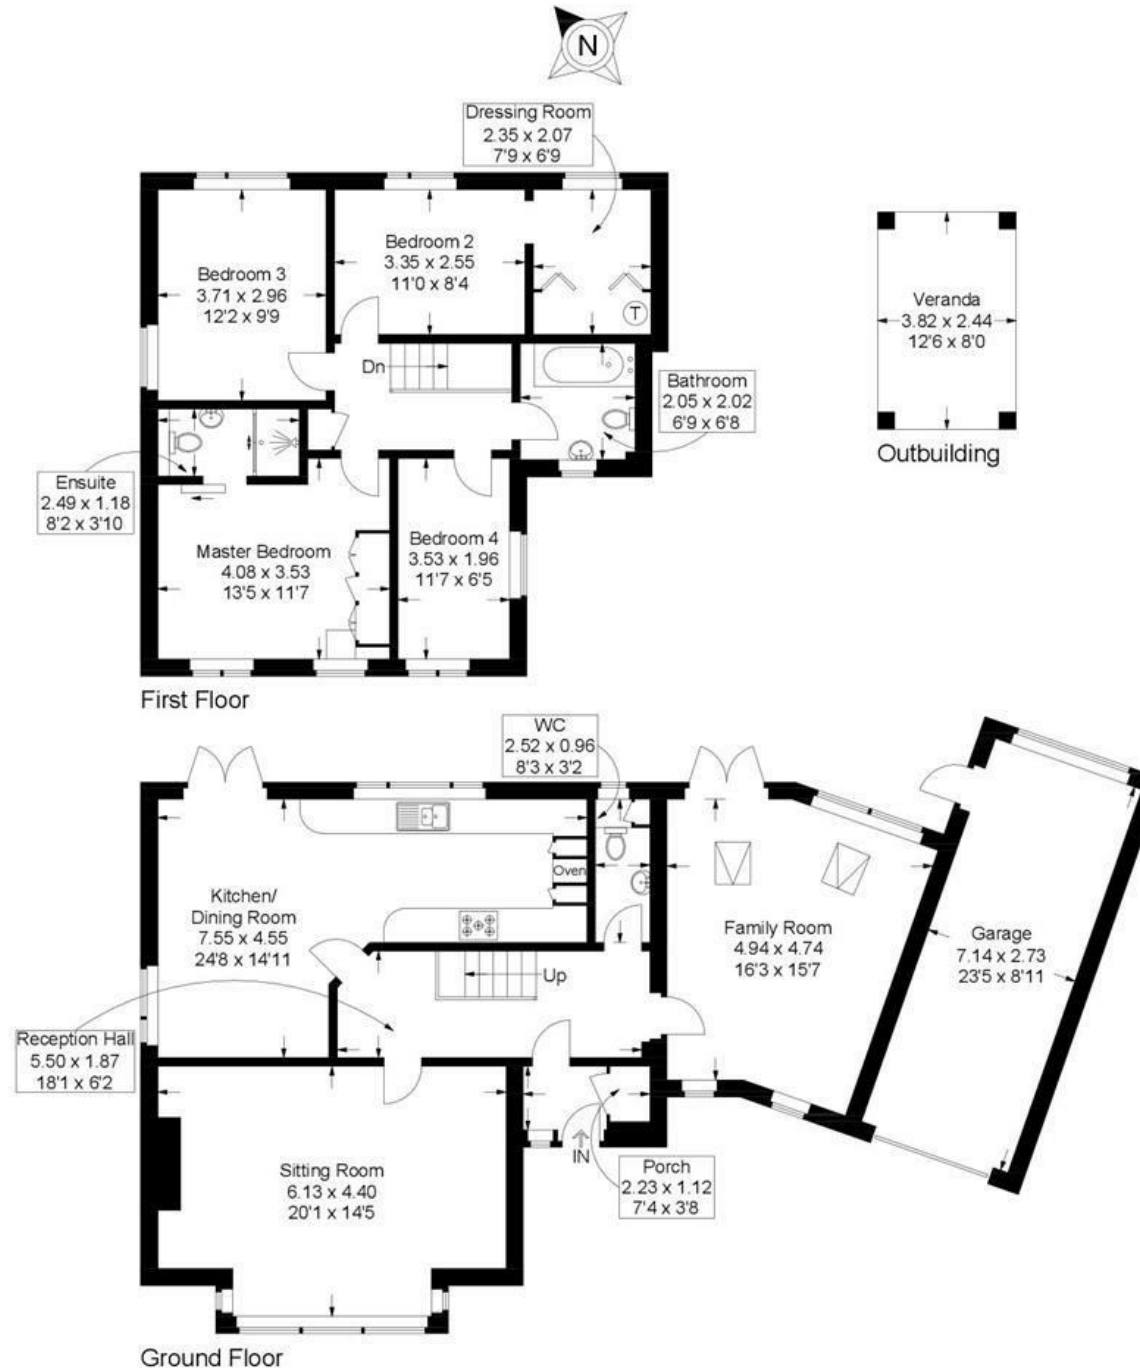 N
Dressing Room
2.35 x 2.07
7'9 x 6'9
Bedroom 2
3.35 x 2.55
11'0 x 8'4
Bedroom 3
3.71 x 2.96
12'2 x 9'9
T
Veranda
3.82 x 2.44
12'6 x 8'0
Outbuilding
Dn
Bathroom
2.05 x 2.02
6'9 x 6'8
Ensuite
2.49 x 1.18
8'2 x 3'10
Master Bedroom
4.08 x 3.53
13'5 x 11'7
Bedroom 4
3.53 x 1.96
11'7 x 6'5
First Floor
WC
2.52 x 0.96
8'3 x 3'2
Oven
Kitchen/
Dining Room
7.55 x 4.55
24'8 x 14'11
Family Room
4.94 x 4.74
16'3 x 15'7
Garage
7.14 x 2.73
23'5 x 8'11
Up
Reception Hall
5.50 x 1.87
18'1 x 6'2
Sitting Room
6.13 x 4.40
20'1 x 14'5
IN
Porch
2.23 x 1.12
7'4 x 3'8
Ground Floor